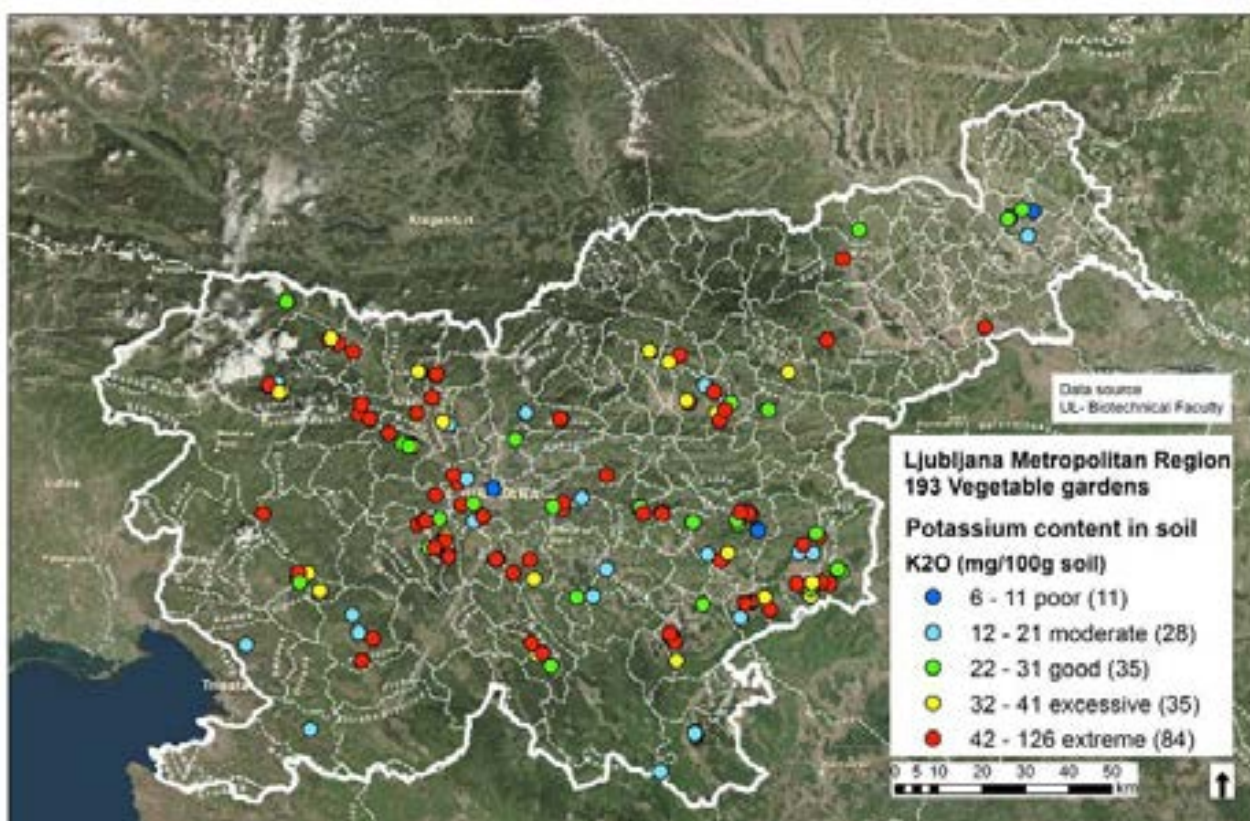 Klagenfurt
Data source
UL- Biotechnical Faculty
Ljubljana Metropolitan Region
193 Vegetable gardens
Potassium content in soil
K2O (mg/100g soil)
6 - 11 poor (11)
12 - 21 moderate (28)
22 - 31 good (35)
32 - 41 excessive (35)
42 - 126 extreme (84)
0 5 10 20 30 40 50
km